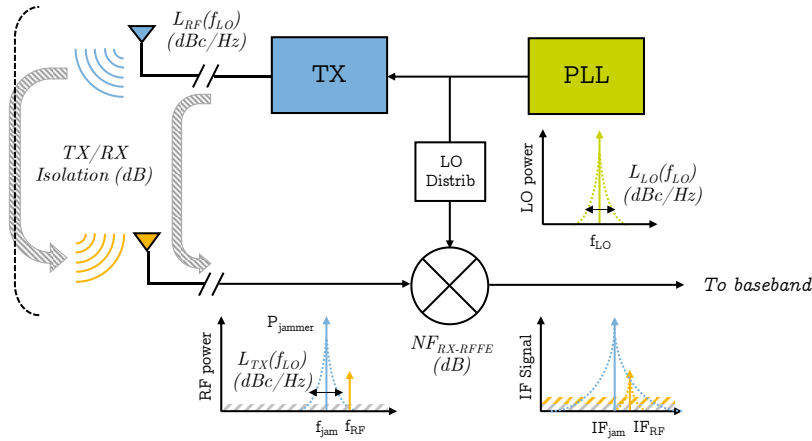 L_RF(f_LO)
(dBc/Hz)
TX
PLL
TX/RX
Isolation (dB)
LO
Distrib
LO power
L_LO(f_LO)
(dBc/Hz)
f_LO
To baseband
P_jammer
NF_RX-RFFE
(dB)
RF power
L_TX(f_LO)
(dBc/Hz)
f_jam f_RF
IF Signal
IF_jam IF_RF